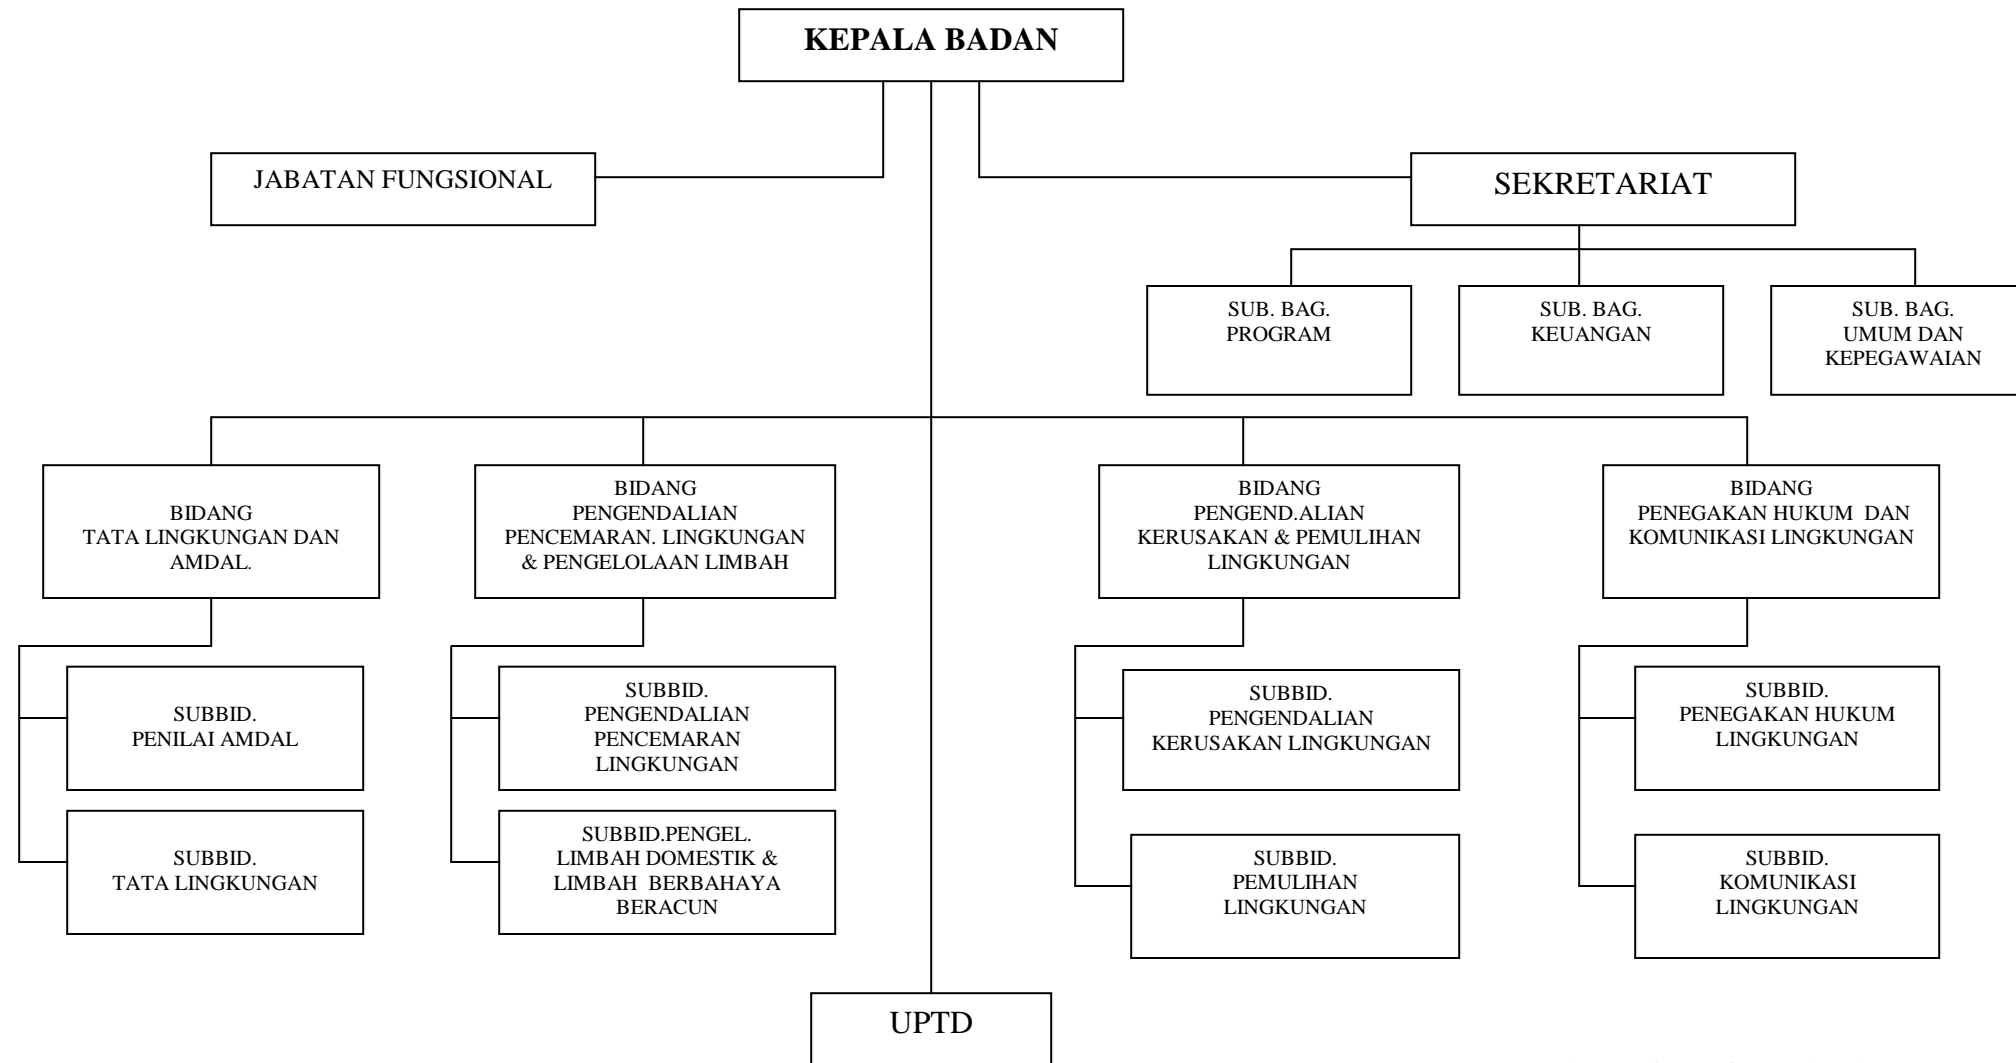 KEPALA BADAN
JABATAN FUNGSIONAL
SEKRETARIAT
SUB. BAG.
PROGRAM
SUB. BAG.
KEUANGAN
SUB. BAG.
UMUM DAN
KEPEGAWAIAN
BIDANG
TATA LINGKUNGAN DAN
AMDAL.
BIDANG
PENGENDALIAN
PENCEMARAN. LINGKUNGAN
& PENGELOLAAN LIMBAH
BIDANG
PENGEND.ALIAN
KERUSAKAN & PEMULIHAN
LINGKUNGAN
BIDANG
PENEGAKAN HUKUM DAN
KOMUNIKASI LINGKUNGAN
SUBBID.
PENILAI AMDAL
SUBBID.
PENGENDALIAN
PENCEMARAN
LINGKUNGAN
SUBBID.
PENGENDALIAN
KERUSAKAN LINGKUNGAN
SUBBID.
PENEGAKAN HUKUM
LINGKUNGAN
SUBBID.
TATA LINGKUNGAN
SUBBID.PENGEL.
LIMBAH DOMESTIK &
LIMBAH BERBAHAYA
BERACUN
SUBBID.
PEMULIHAN
LINGKUNGAN
SUBBID.
KOMUNIKASI
LINGKUNGAN
UPTD